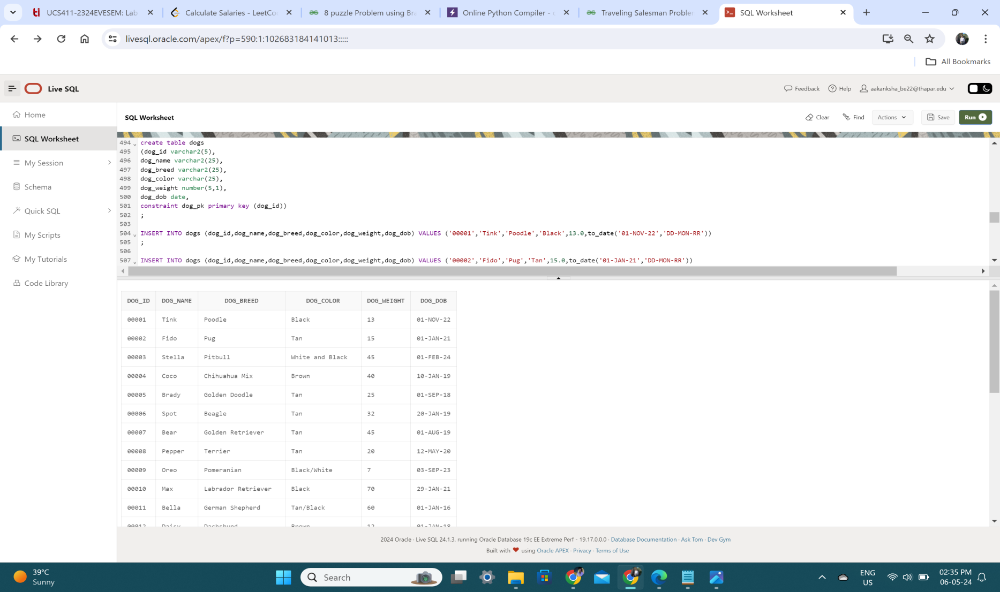 UCS411-2324EVESEM: Lab
Calculate Salaries - LeetCo
8 puzzle Problem using Bra
Online Python Compiler -
Traveling Salesman Probler
SQL Worksheet
livesql.oracle.com/apex/f?p=590:1:102683184141013:::::
All Bookmarks
Live SQL
Feedback
Help
aakanksha_be22@thapar.edu
Home
SQL Worksheet
My Session
Schema
Quick SQL
My Scripts
My Tutorials
Code Library
SQL Worksheet
Clear
Find
Actions
Save
Run
494 create table dogs
495 (dog_id varchar2(5),
496 dog_name varchar2(25),
497 dog_breed varchar2(25),
498 dog_color varchar(25),
499 dog_weight number(5,1),
500 dog_dob date,
501 constraint dog_pk primary key (dog_id))
502 ;
503
504 INSERT INTO dogs (dog_id,dog_name,dog_breed,dog_color,dog_weight,dog_dob) VALUES ('00001','Tink','Poodle','Black',13.0,to_date('01-NOV-22','DD-MON-RR'))
505 ;
506
507 INSERT INTO dogs (dog_id,dog_name,dog_breed,dog_color,dog_weight,dog_dob) VALUES ('00002','Fido','Pug','Tan',15.0,to_date('01-JAN-21','DD-MON-RR'))
DOG_ID DOG_NAME DOG_BREED DOG_COLOR DOG_WEIGHT DOG_DOB
00001 Tink Poodle Black 13 01-NOV-22
00002 Fido Pug Tan 15 01-JAN-21
00003 Stella Pitbull White and Black 45 01-FEB-24
00004 Coco Chihuahua Mix Brown 40 10-JAN-19
00005 Brady Golden Doodle Tan 25 01-SEP-18
00006 Spot Beagle Tan 32 20-JAN-19
00007 Bear Golden Retriever Tan 45 01-AUG-19
00008 Pepper Terrier Tan 20 12-MAY-20
00009 Oreo Pomeranian Black/White 7 03-SEP-23
00010 Max Labrador Retriever Black 70 29-JAN-21
00011 Bella German Shepherd Tan/Black 60 01-JAN-16
00012 Daisy Dachshund Brown 12 01-JAN-18
2024 Oracle · Live SQL 24.1.3, running Oracle Database 19c EE Extreme Perf - 19.17.0.0.0 · Database Documentation · Ask Tom · Dev Gym
Built with ❤ using Oracle APEX · Privacy · Terms of Use
39°C
Sunny
Search
ENG
US
02:35 PM
06-05-24